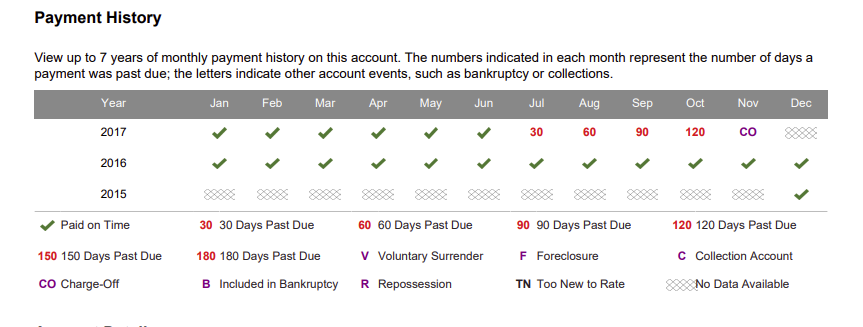 Payment History
View up to 7 years of monthly payment history on this account. The numbers indicated in each month represent the number of days a
payment was past due; the letters indicate other account events, such as bankruptcy or collections.
Year Jan Feb Mar Apr May Jun Jul Aug Sep Oct Nov Dec
2017 30 60 90 120 CO
2016
2015
Paid on Time 30 30 Days Past Due 60 60 Days Past Due 90 90 Days Past Due 120 120 Days Past Due
150 150 Days Past Due 180 180 Days Past Due V Voluntary Surrender F Foreclosure C Collection Account
CO Charge-Off B Included in Bankruptcy R Repossession TN Too New to Rate No Data Available